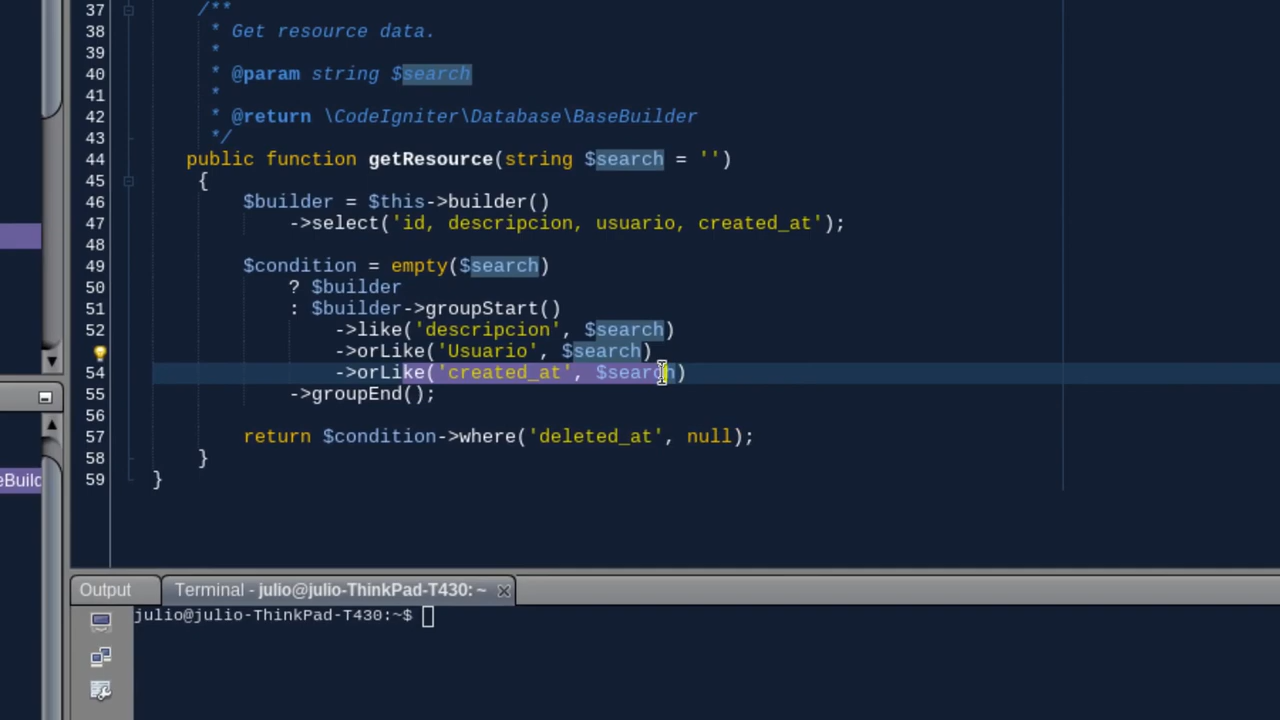 37 /**
38 * Get resource data.
39 *
40 * @param string $search
41 *
42 * @return \CodeIgniter\Database\BaseBuilder
43 */
44 public function getResource(string $search = '')
45 {
46 $builder = $this->builder()
47 ->select('id, descripcion, usuario, created_at');
48
49 $condition = empty($search)
50 ? $builder
51 : $builder->groupStart()
52 ->like('descripcion', $search)
->orLike('Usuario', $search)
54 ->orLike('created_at', $search)
55 ->groupEnd();
56
57 return $condition->where('deleted_at', null);
58 }
59 }
eBuild
Output Terminal - julio@julio-ThinkPad-T430: ~
julio@julio-ThinkPad-T430:~$